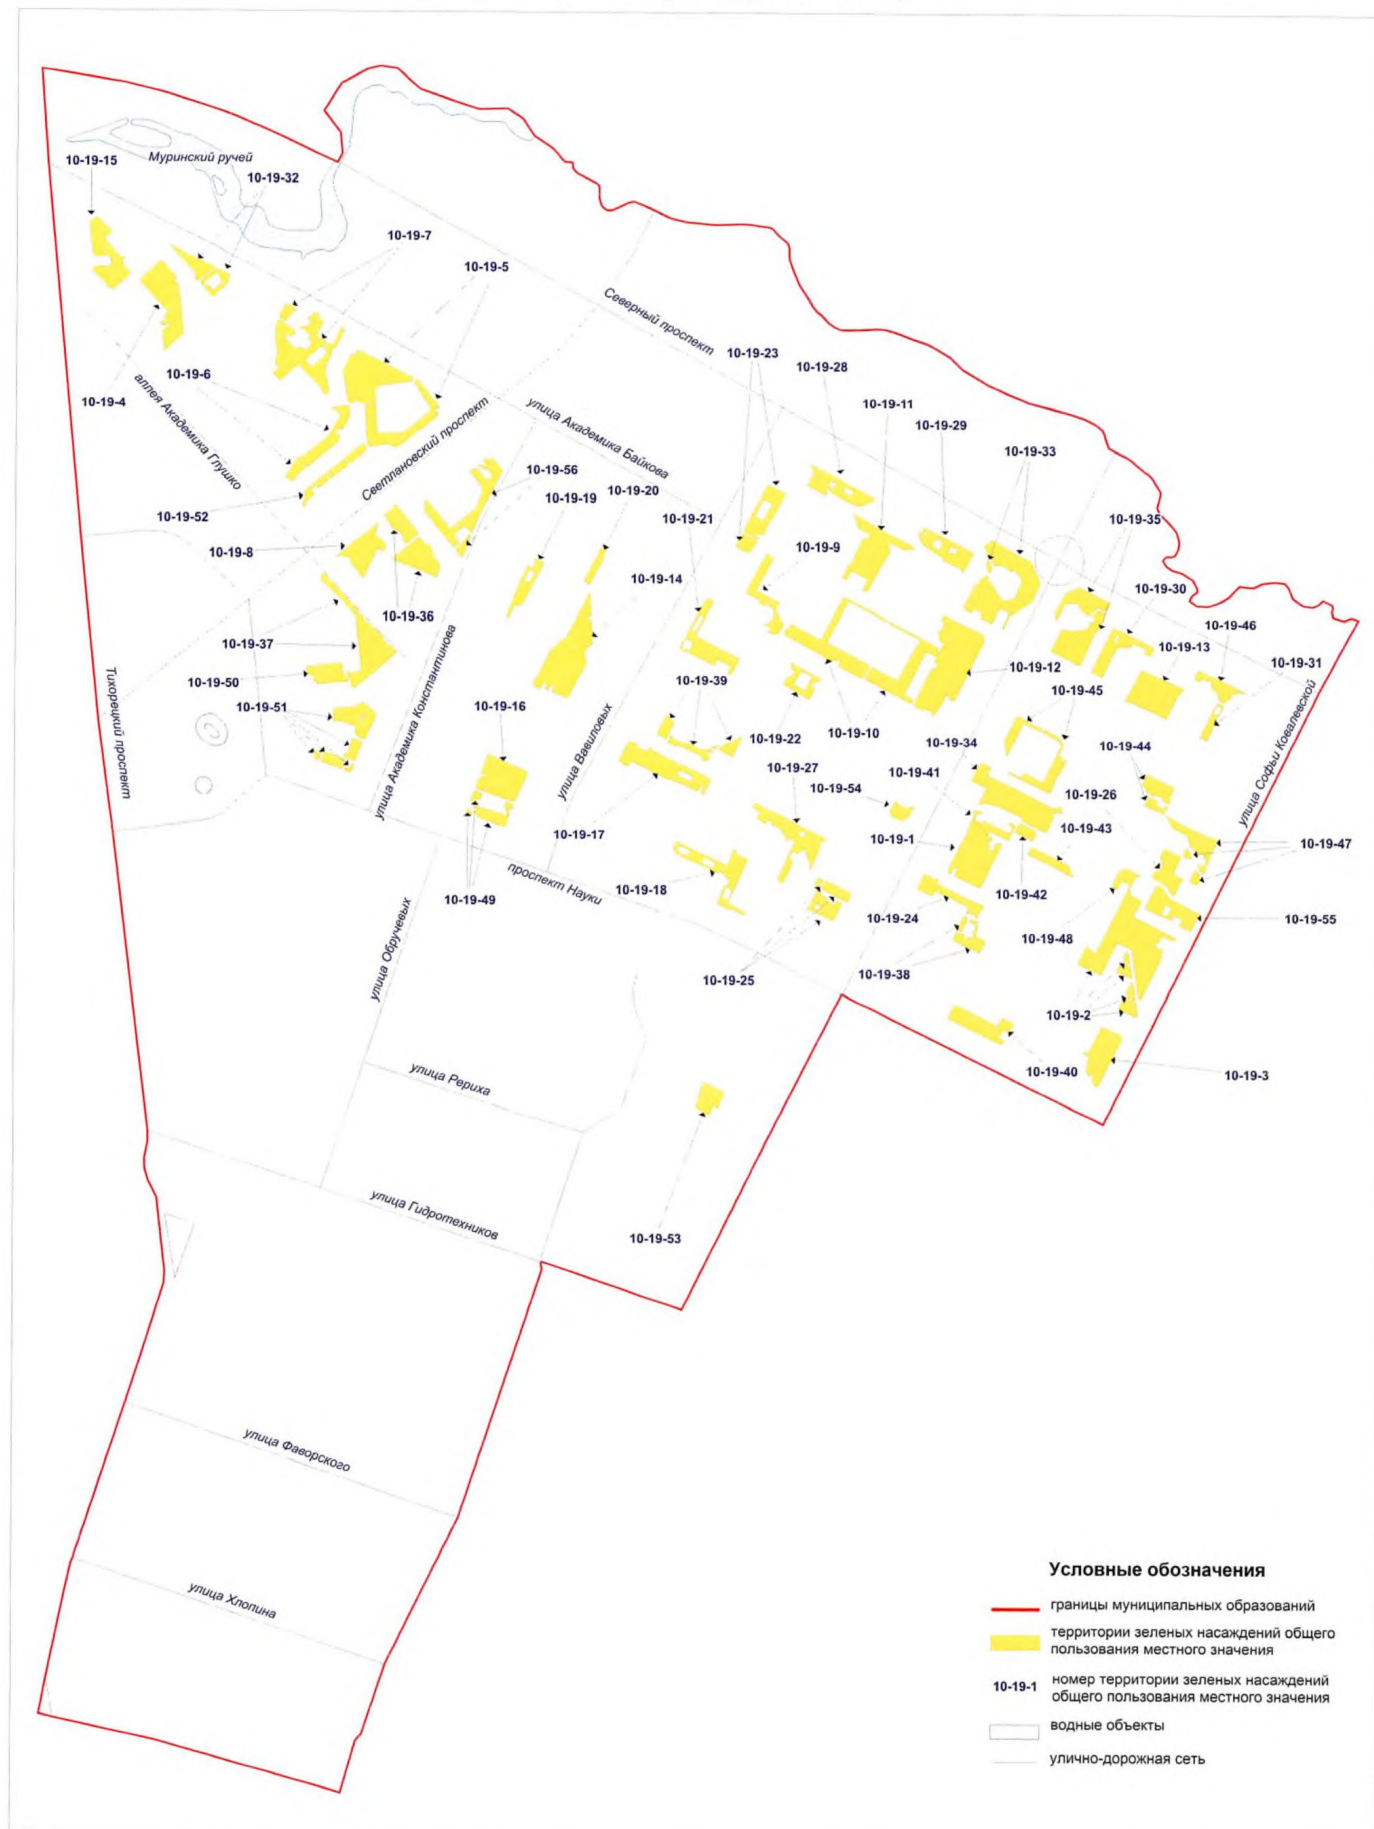 10-19-15
Муринский ручей
10-19-32
10-19-7
10-19-5
Северный проспект
10-19-23
10-19-28
10-19-6
10-19-4
аллея Академика Глушко
10-19-11
10-19-29
улица Академика Байкова
Светлановский проспект
10-19-33
10-19-56
10-19-20
10-19-19
10-19-52
10-19-21
10-19-35
10-19-8
10-19-9
10-19-14
10-19-30
10-19-36
10-19-46
10-19-37
10-19-13
10-19-31
10-19-12
10-19-50
10-19-39
10-19-45
10-19-51
10-19-16
Тихорецкий проспект
улица Академика Константинова
улица Вавиловых
10-19-22
10-19-10
10-19-34
10-19-44
улица Софьи Ковалевской
10-19-27
10-19-41
10-19-54
10-19-26
10-19-43
10-19-17
10-19-1
10-19-47
проспект Науки
10-19-18
10-19-42
10-19-49
10-19-24
10-19-55
10-19-48
улица Обручевых
10-19-25
10-19-38
10-19-2
улица Рериха
10-19-40
10-19-3
улица Гидротехников
10-19-53
улица Фаворского
улица Хлопина
Условные обозначения
границы муниципальных образований
территории зеленых насаждений общего
пользования местного значения
10-19-1
номер территории зеленых насаждений
общего пользования местного значения
водные объекты
улично-дорожная сеть